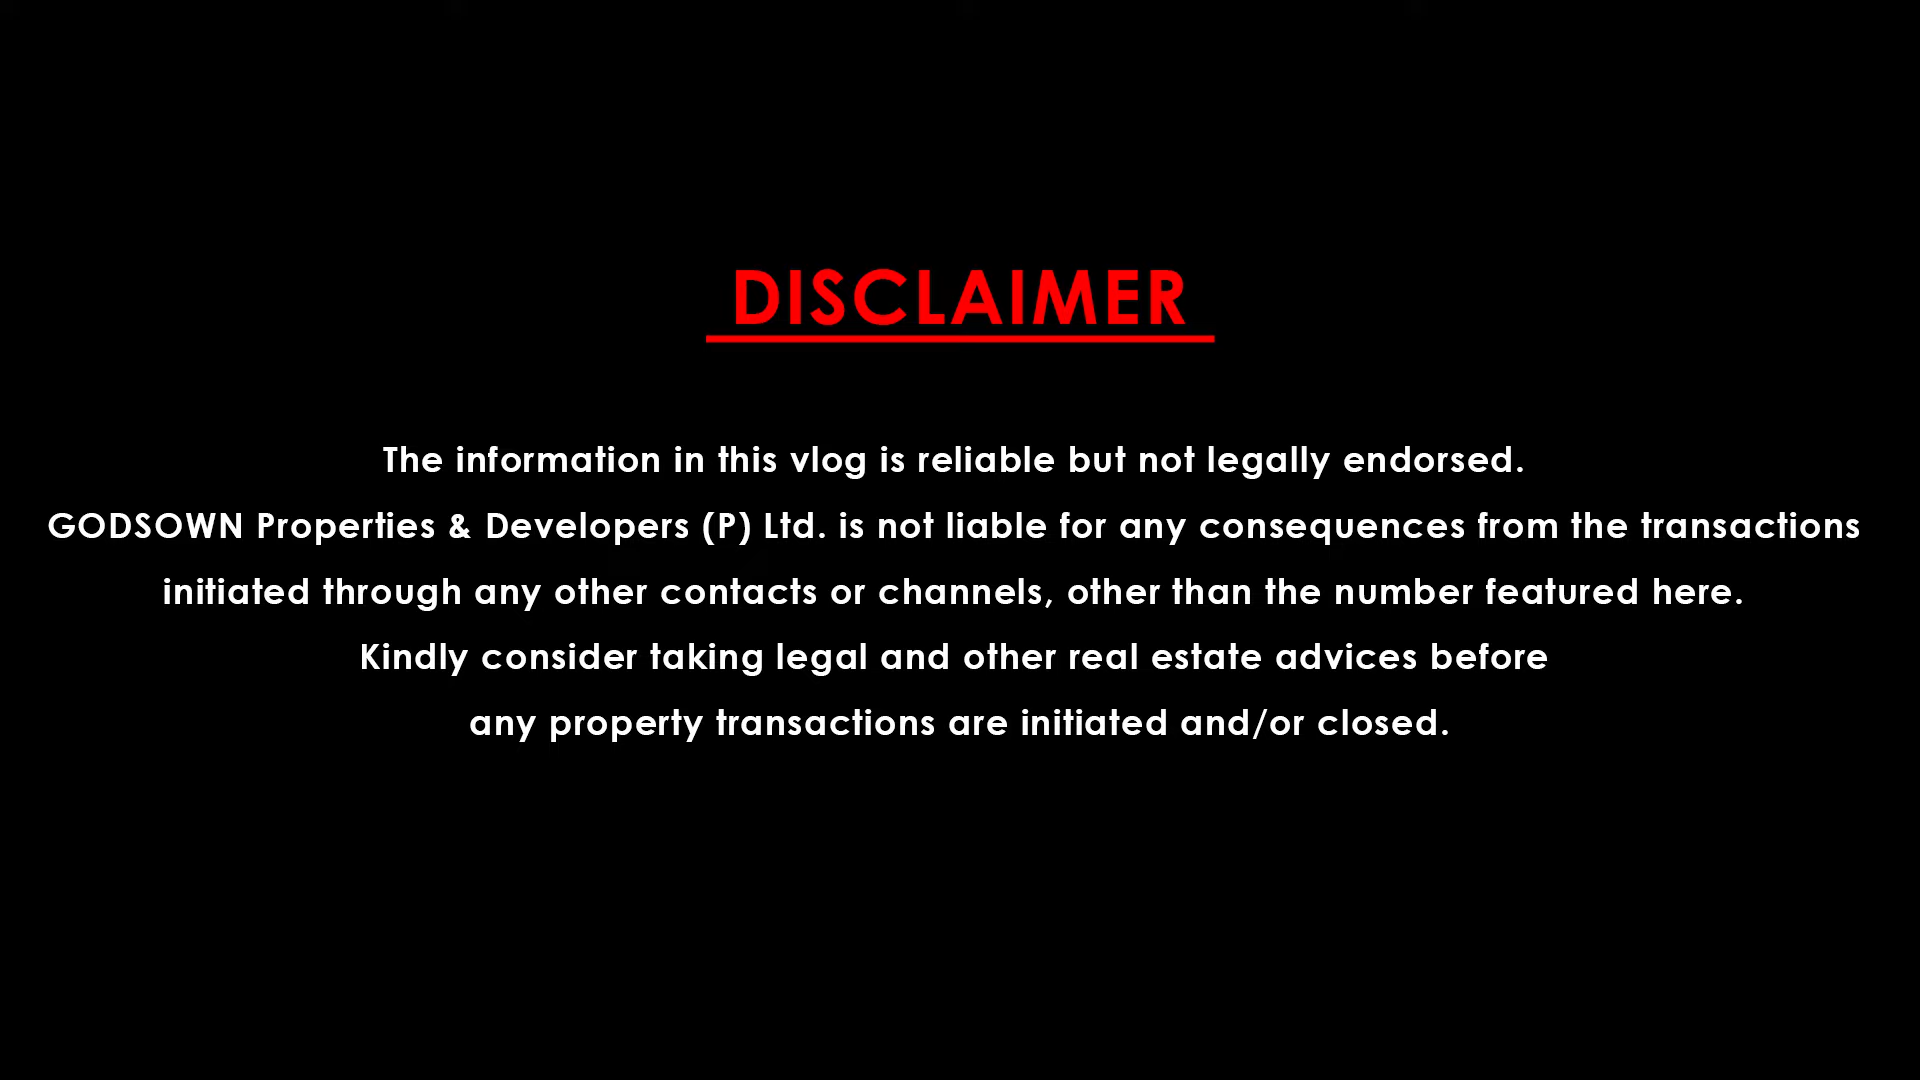 DISCLAIMER
The information in this vlog is reliable but not legally endorsed.
GODSOWN Properties & Developers (P) Ltd. is not liable for any consequences from the transactions
initiated through any other contacts or channels, other than the number featured here.
Kindly consider taking legal and other real estate advices before
any property transactions are initiated and/or closed.